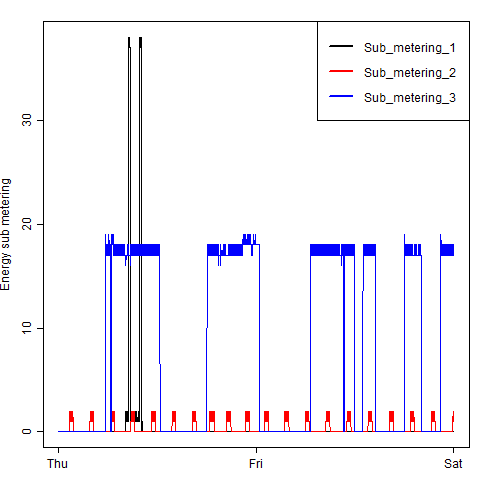 Sub_metering_1
Sub_metering_2
Sub_metering_3
Energy sub metering
30
20
10
0
Thu Fri Sat